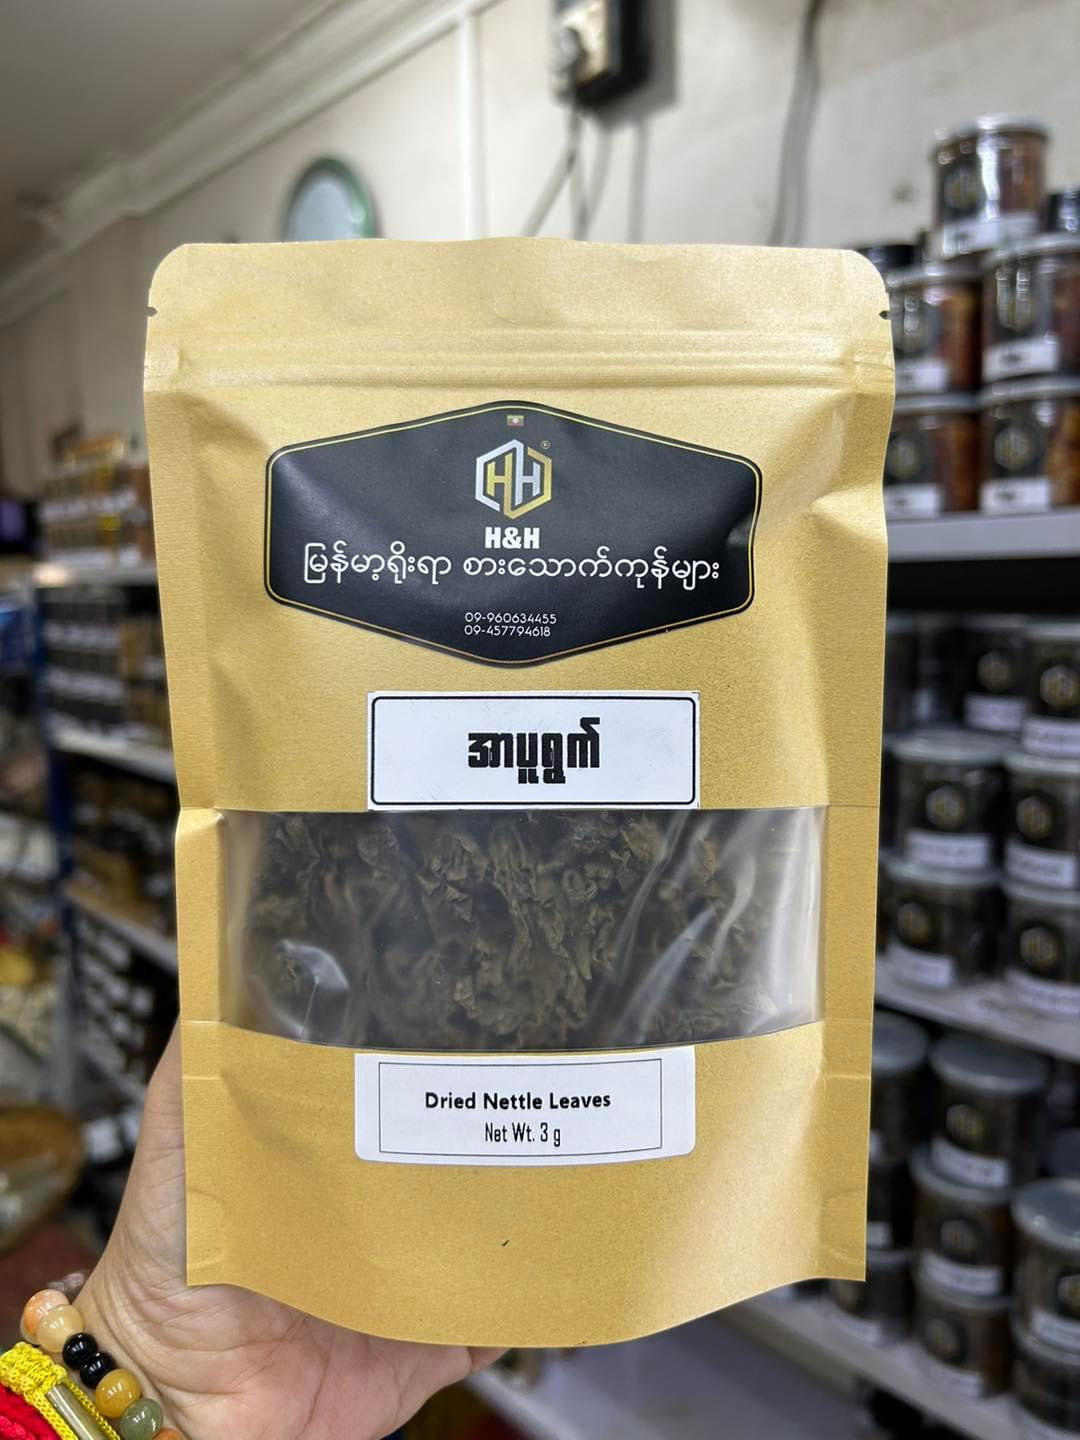 HH
®
H&H
မြန်မာ့ရိုးရာ စားသောက်ကုန်များ
09-960634455
09-457794618
အာပူရွက်
Dried Nettle Leaves
Net Wt. 3 g